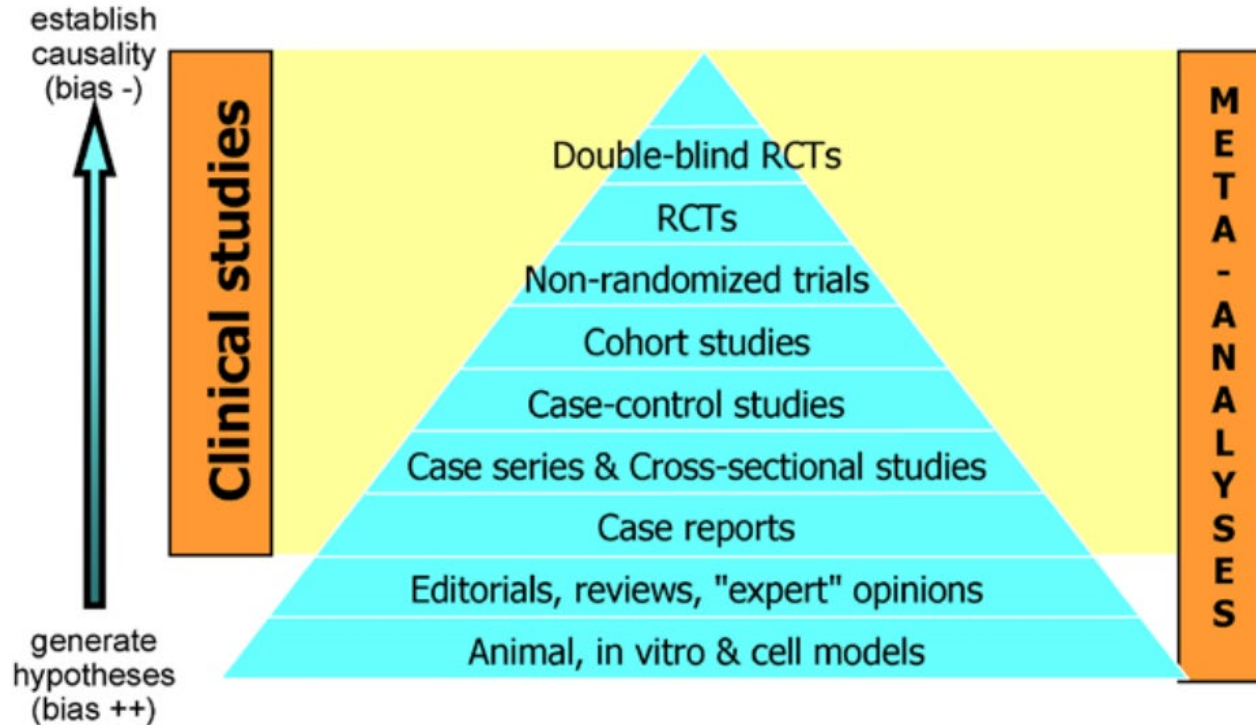 establish
causality
(bias -)
Clinical studies
Double-blind RCTs
RCTs
Non-randomized trials
Cohort studies
Case-control studies
Case series & Cross-sectional studies
Case reports
Editorials, reviews, "expert" opinions
Animal, in vitro & cell models
generate
hypotheses
(bias ++)
META-ANALYSES